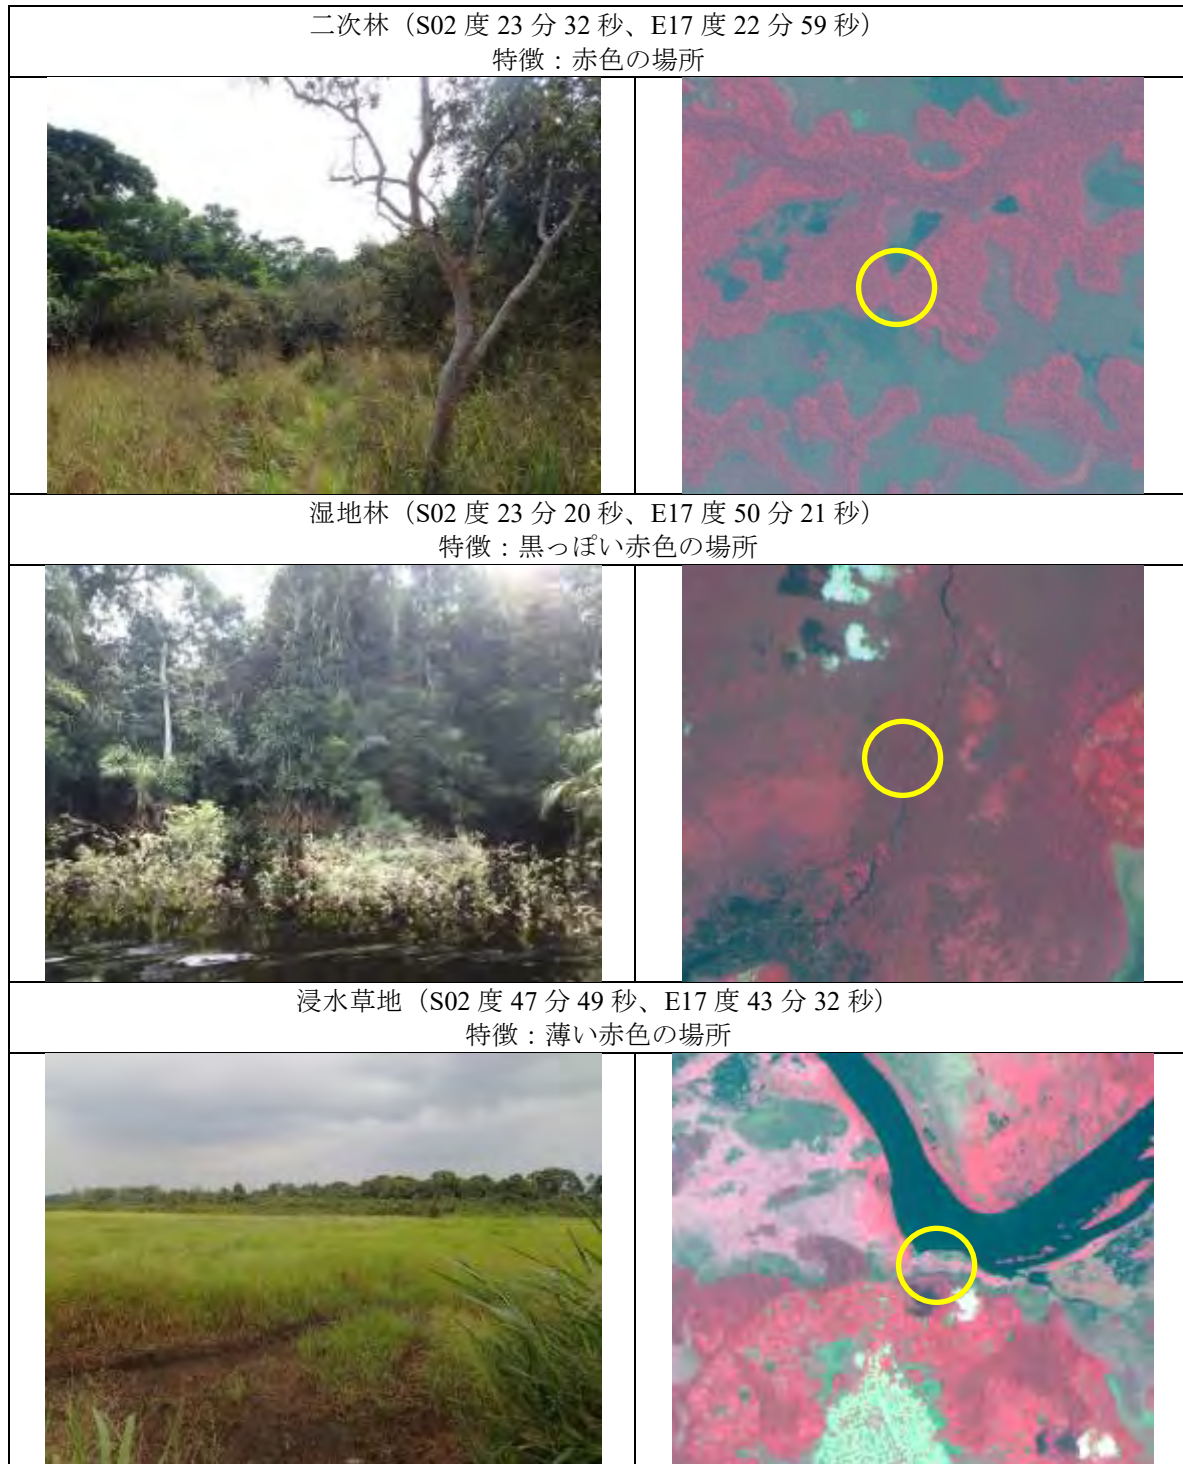 二次林（S02 度 23 分 32 秒、E17 度 22 分 59 秒）
特徴：赤色の場所
湿地林（S02 度 23 分 20 秒、E17 度 50 分 21 秒）
特徴：黒っぽい赤色の場所
浸水草地（S02 度 47 分 49 秒、E17 度 43 分 32 秒）
特徴：薄い赤色の場所